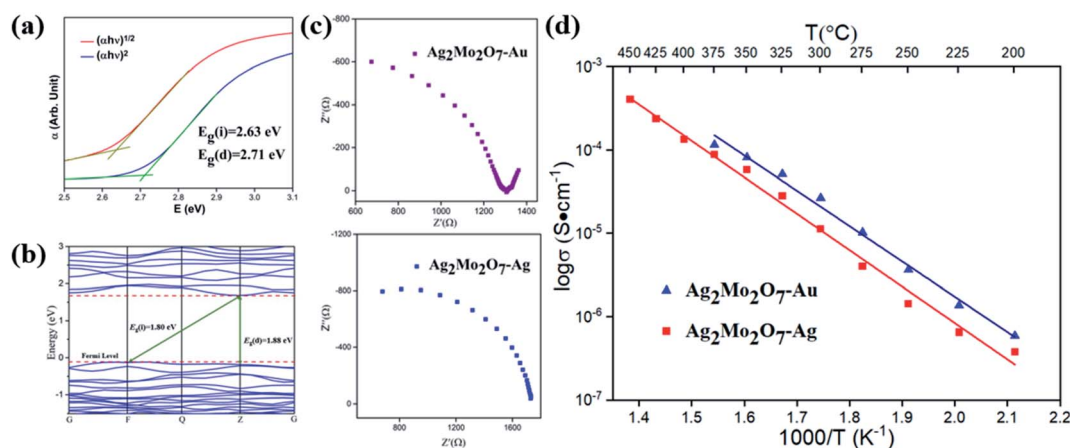 (a)
(αhν)^1/2
(αhν)^2
E_g(i)=2.63 eV
E_g(d)=2.71 eV
α (Arb. Unit)
2.5 2.6 2.7 2.8 2.9 3.0 3.1
E (eV)
(b)
3
2
1
0
-1
Energy (eV)
E_g(i)=1.80 eV
E_g(d)=1.88 eV
Fermi Level
G F Q Z G
(c)
Ag2Mo2O7-Au
-800
-600
-400
-200
0
Z''(Ω)
600 800 1000 1200 1400
Z'(Ω)
Ag2Mo2O7-Ag
-1200
-800
-400
0
Z''(Ω)
400 800 1200 1600
Z'(Ω)
(d)
T(°C)
450 425 400 375 350 325 300 275 250 225 200
10^-3
10^-4
10^-5
10^-6
10^-7
logσ (S•cm^-1)
Ag2Mo2O7-Au
Ag2Mo2O7-Ag
1.4 1.5 1.6 1.7 1.8 1.9 2.0 2.1 2.2
1000/T (K^-1)